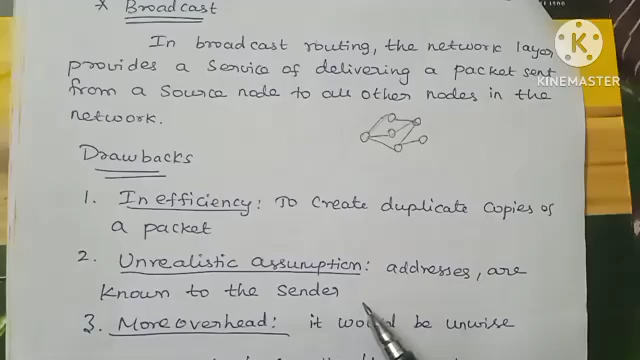 * Broadcast
In broadcast routing, the network layer
provides a service of delivering a packet sent
from a source node to all other nodes in the
network.
Drawbacks
1. Inefficiency: To create duplicate copies of
a packet
2. Unrealistic assumption: addresses, are
known to the sender
3. More overhead: it would be unwise
KINEMASTER